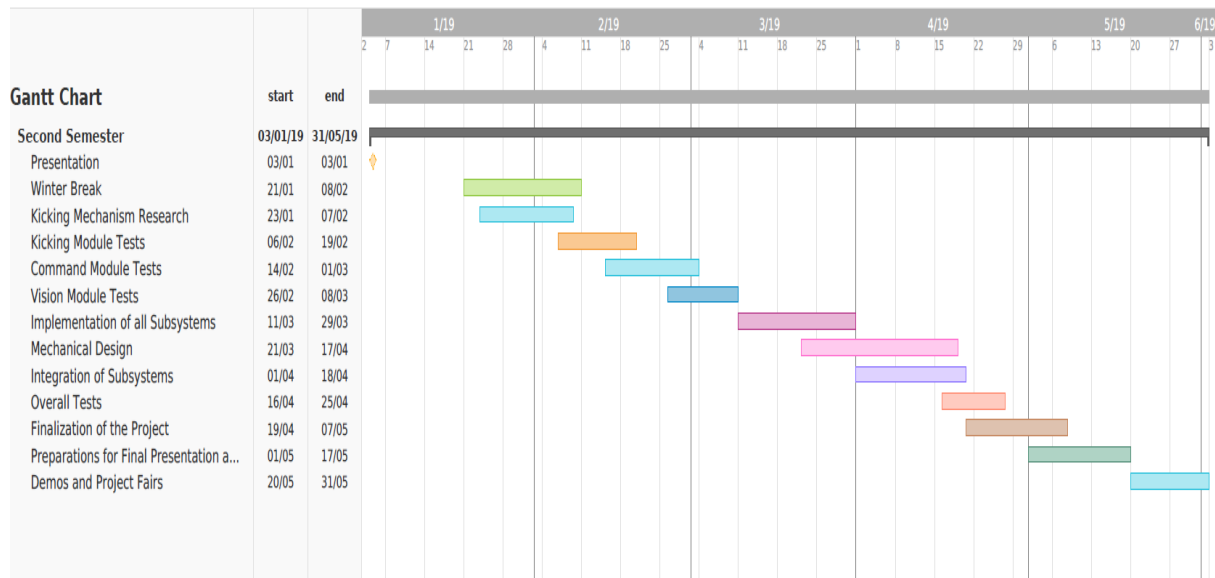 1/19 2/19 3/19 4/19 5/19 6/19
2 7 14 21 28 4 11 18 25 4 11 18 25 1 8 15 22 29 6 13 20 27 3
Gantt Chart start end
Second Semester 03/01/19 31/05/19
Presentation 03/01 03/01
Winter Break 21/01 08/02
Kicking Mechanism Research 23/01 07/02
Kicking Module Tests 06/02 19/02
Command Module Tests 14/02 01/03
Vision Module Tests 26/02 08/03
Implementation of all Subsystems 11/03 29/03
Mechanical Design 21/03 17/04
Integration of Subsystems 01/04 18/04
Overall Tests 16/04 25/04
Finalization of the Project 19/04 07/05
Preparations for Final Presentation a... 01/05 17/05
Demos and Project Fairs 20/05 31/05